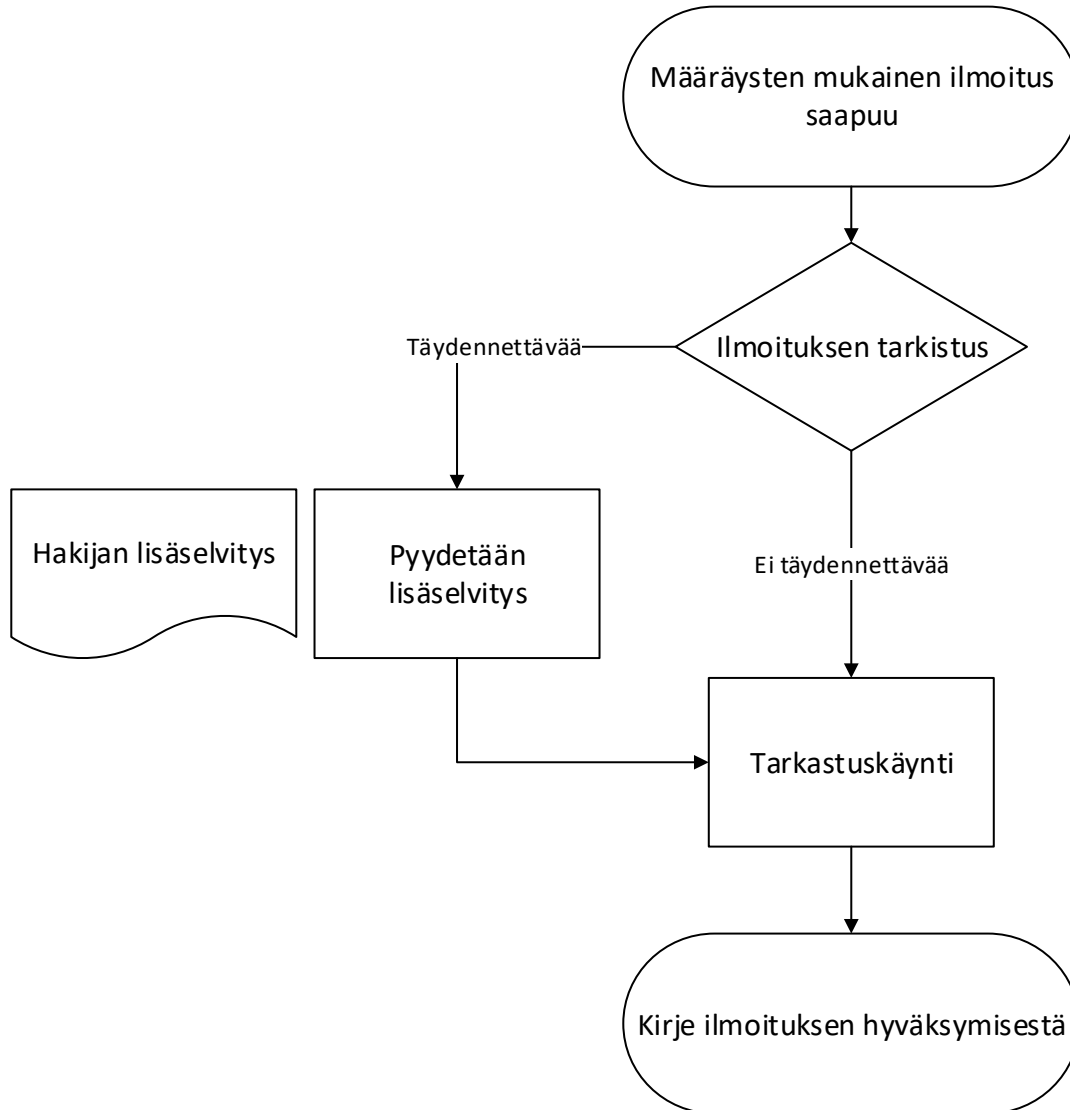 Määräysten mukainen ilmoitus
saapuu
Ilmoituksen tarkistus
Täydennettävää
Hakijan lisäselvitys
Pyydetään
lisäselvitys
Ei täydennettävää
Tarkastuskäynti
Kirje ilmoituksen hyväksymisestä